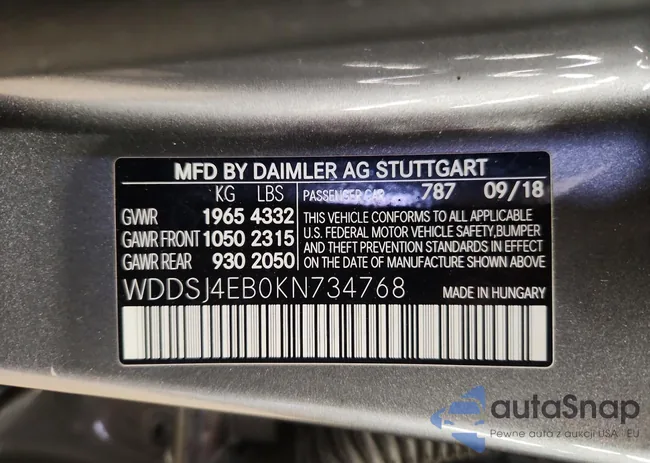 MFD BY DAIMLER AG STUTTGART
KG LBS PASSENGER CAR 787 09/18
GVWR 1965 4332 THIS VEHICLE CONFORMS TO ALL APPLICABLE
GAWR FRONT 1050 2315 U.S. FEDERAL MOTOR VEHICLE SAFETY,BUMPER
GAWR REAR 930 2050 AND THEFT PREVENTION STANDARDS IN EFFECT
ON THE DATE OF MANUFACTURE SHOWN ABOVE
WDDSJ4EB0KN734768 MADE IN HUNGARY
autaSnap
Pewne auta z aukcji USA i EU